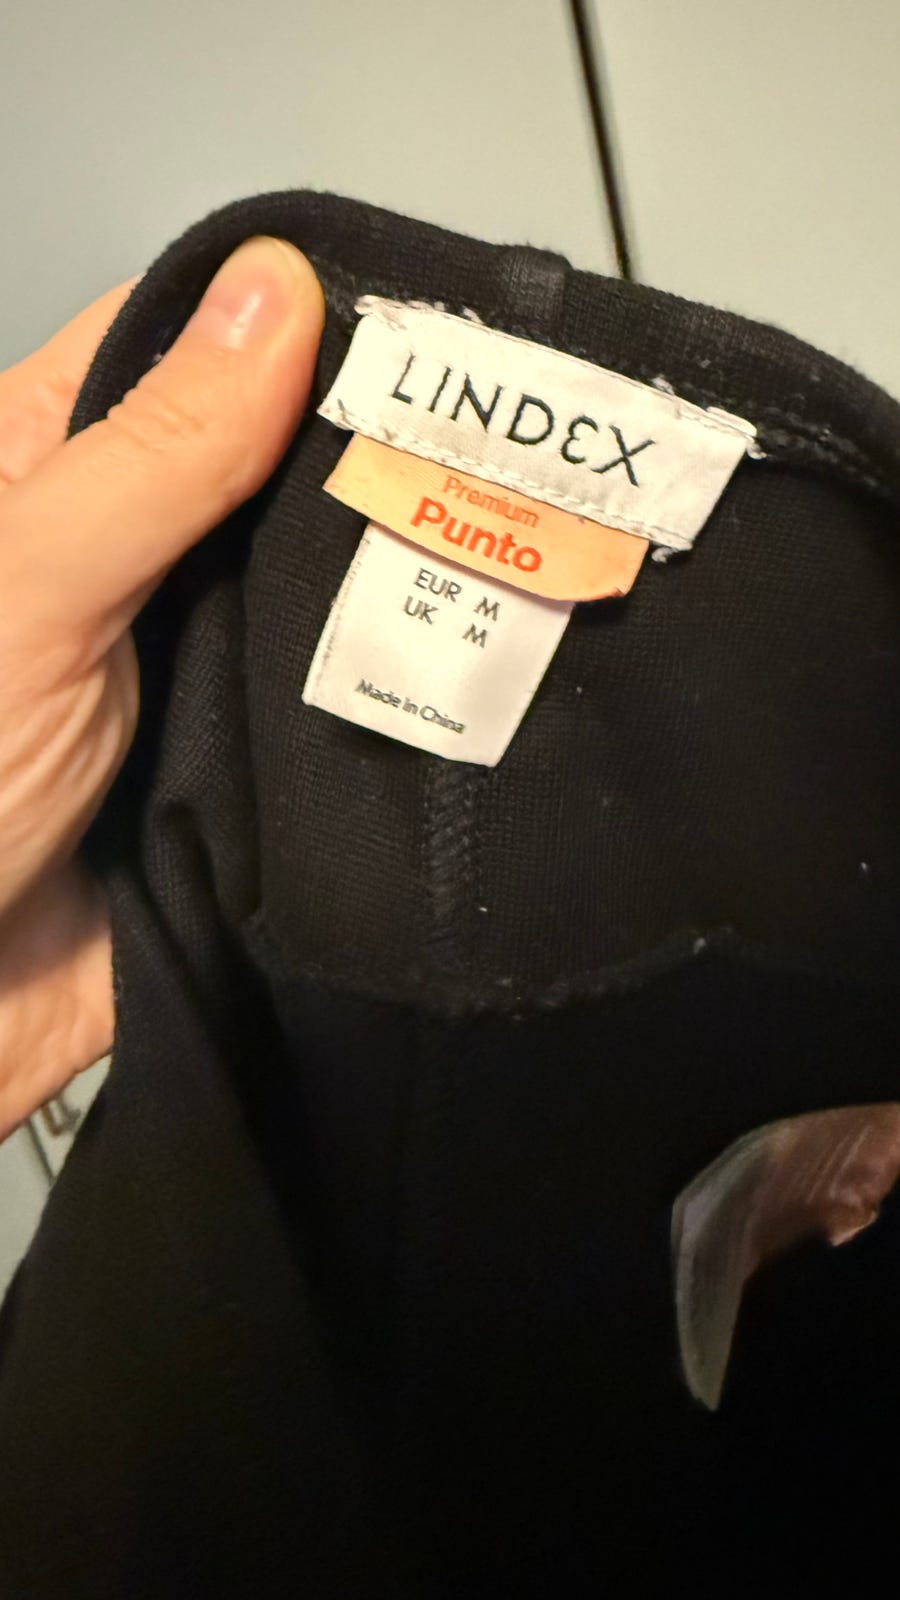 LINDEX
Premium
Punto
EUR M
UK M
Made in China